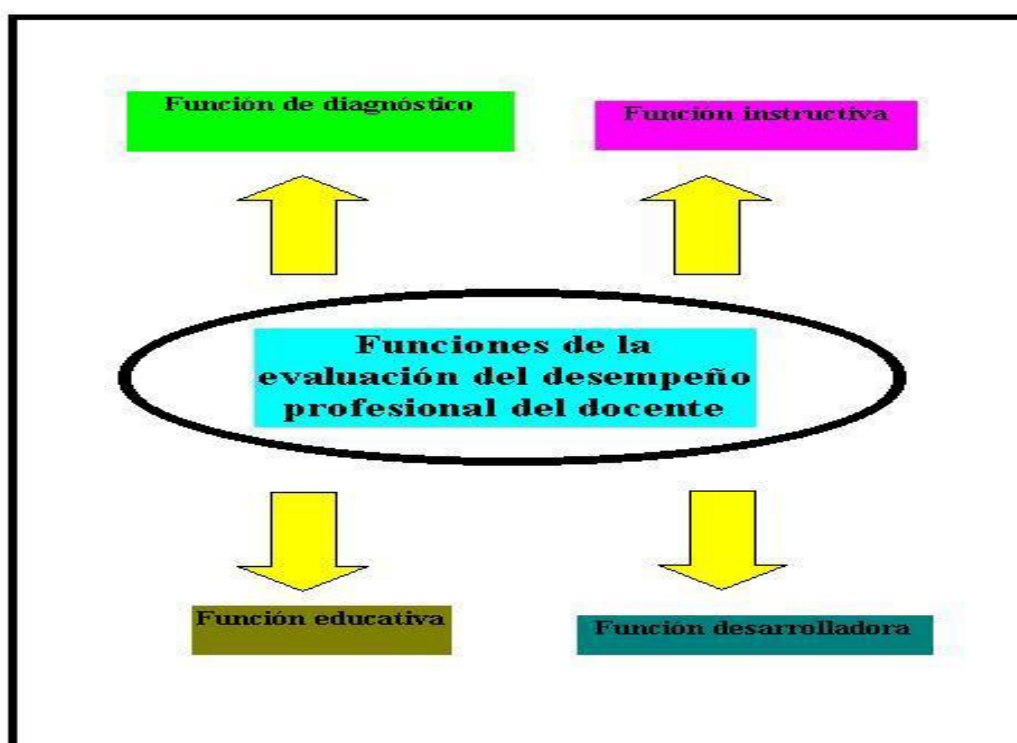 Función de diagnóstico
Función instructiva
Funciones de la
evaluación del desempeño
profesional del docente
Función educativa
Función desarrolladora